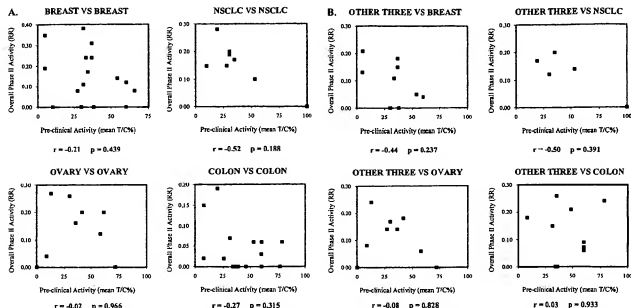 A. BREAST VS BREAST
Overall Phase II Activity (RR)
0.40
0.30
0.20
0.10
0.00
0 25 50 75
Pre-clinical Activity (mean T/C%)
r = -0.21 p = 0.439
NSCLC VS NSCLC
Overall Phase II Activity (RR)
0.30
0.20
0.10
0.00
0 25 50 75 100
Pre-clinical Activity (mean T/C%)
r = -0.52 p = 0.188
B. OTHER THREE VS BREAST
Overall Phase II Activity (RR)
0.30
0.20
0.10
0.00
0 25 50 75 100
Pre-clinical Activity (mean T/C%)
r = -0.44 p = 0.237
OTHER THREE VS NSCLC
Overall Phase II Activity (RR)
0.30
0.20
0.10
0.00
0 25 50 75 100
Pre-clinical Activity (mean T/C%)
r = -0.50 p = 0.391
OVARY VS OVARY
Overall Phase II Activity (RR)
0.30
0.20
0.10
0.00
0 25 50 75 100
Pre-clinical Activity (mean T/C%)
r = -0.02 p = 0.966
COLON VS COLON
Overall Phase II Activity (RR)
0.20
0.15
0.10
0.05
0.00
0 25 50 75 100
Pre-clinical Activity (mean T/C%)
r = -0.27 p = 0.315
OTHER THREE VS OVARY
Overall Phase II Activity (RR)
0.30
0.20
0.10
0.00
0 25 50 75 100
Pre-clinical Activity (mean T/C%)
r = -0.08 p = 0.828
OTHER THREE VS COLON
Overall Phase II Activity (RR)
0.30
0.20
0.10
0.00
0 25 50 75 100
Pre-clinical Activity (mean T/C%)
r = 0.03 p = 0.933